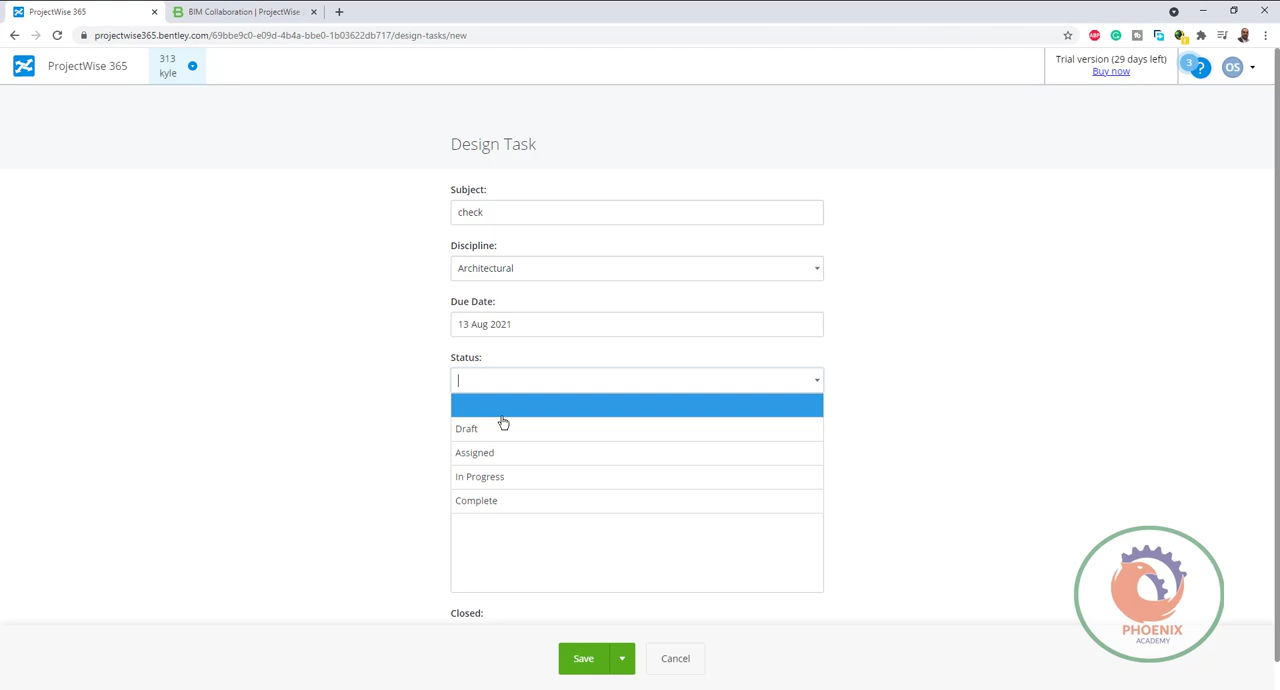 ProjectWise 365
BIM Collaboration | ProjectWise
projectwise365.bentley.com/69bbe9c0-e09d-4b4a-bbe0-1b03622db717/design-tasks/new
ABP
ProjectWise 365
313
kyle
Trial version (29 days left)
Buy now
3
?
OS
Design Task
Subject:
check
Discipline:
Architectural
Due Date:
13 Aug 2021
Status:
Draft
Assigned
In Progress
Complete
Closed:
Save
Cancel
PHOENIX
ACADEMY